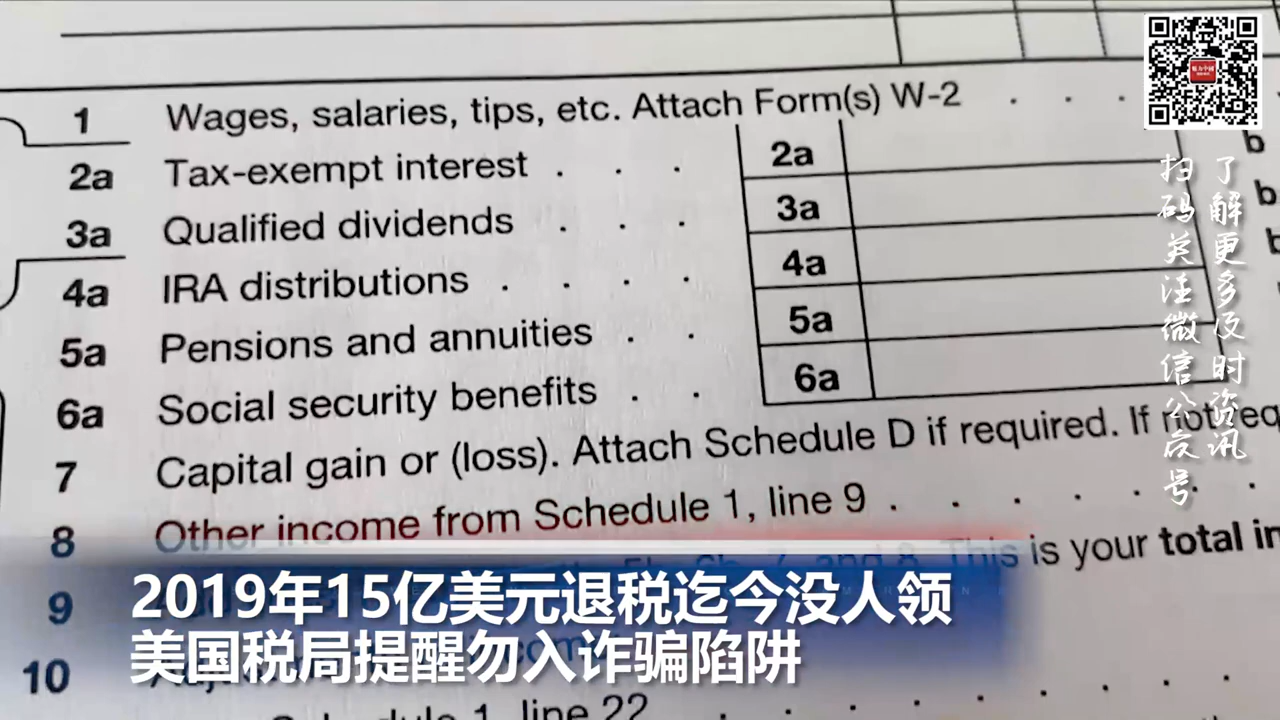 1 Wages, salaries, tips, etc. Attach Form(s) W-2 . . .
2a Tax-exempt interest . . . 2a b
3a Qualified dividends . . . 3a b
4a IRA distributions . . . 4a b
5a Pensions and annuities . . 5a
6a Social security benefits . . 6a
7 Capital gain or (loss). Attach Schedule D if required. If not req
8 Other income from Schedule 1, line 9 . . . . . . .
9 This is your total in
10
Schedule 1, line 22 . . . . . . .
了解更多及时资讯
扫码关注微信公众号
2019年15亿美元退税迄今没人领
美国税局提醒勿入诈骗陷阱